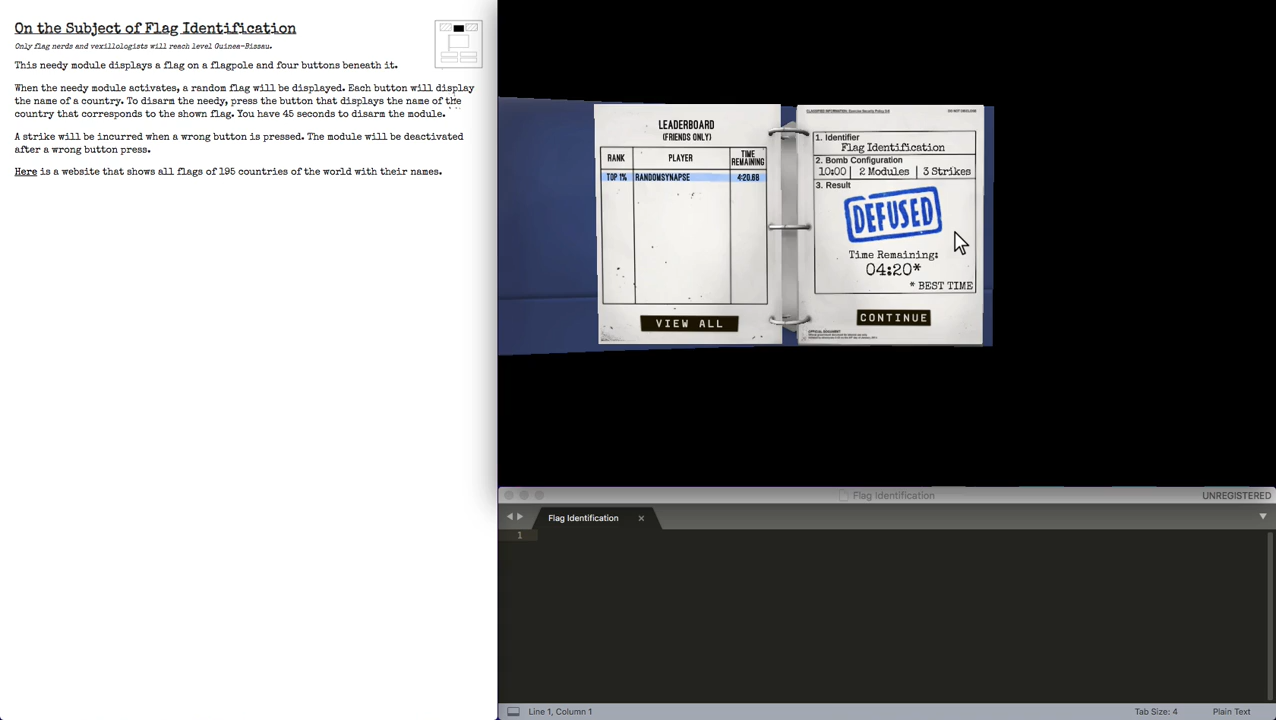 On the Subject of Flag Identification
Only flag nerds and vexillologists will reach level Guinea-Bissau.
This needy module displays a flag on a flagpole and four buttons beneath it.
When the needy module activates, a random flag will be displayed. Each button will display
the name of a country. To disarm the needy, press the button that displays the name of the
country that corresponds to the shown flag. You have 45 seconds to disarm the module.
A strike will be incurred when a wrong button is pressed. The module will be deactivated
after a wrong button press.
Here is a website that shows all flags of 195 countries of the world with their names.
LEADERBOARD
(FRIENDS ONLY)
RANK PLAYER TIME REMAINING
TOP 1% RANDOMSYNAPSE 4:20.68
VIEW ALL
1. Identifier
Flag Identification
2. Bomb Configuration
10:00 | 2 Modules | 3 Strikes
3. Result
DEFUSED
Time Remaining:
04:20*
* BEST TIME
CONTINUE
Flag Identification
UNREGISTERED
Flag Identification ×
1
Line 1, Column 1
Tab Size: 4
Plain Text